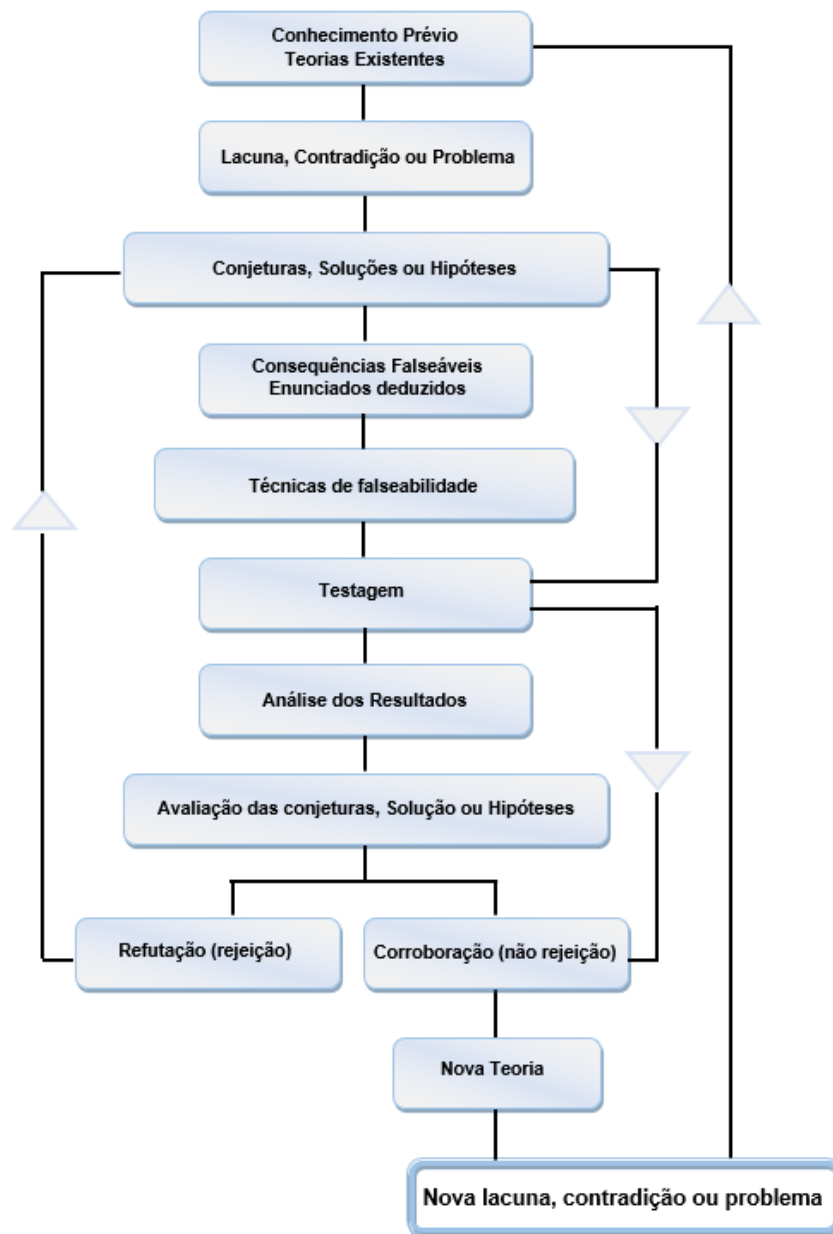 Conhecimento Prévio
Teorias Existentes
Lacuna, Contradição ou Problema
Conjeturas, Soluções ou Hipóteses
Consequências Falseáveis
Enunciados deduzidos
Técnicas de falseabilidade
Testagem
Análise dos Resultados
Avaliação das conjeturas, Solução ou Hipóteses
Refutação (rejeição)
Corroboração (não rejeição)
Nova Teoria
Nova lacuna, contradição ou problema